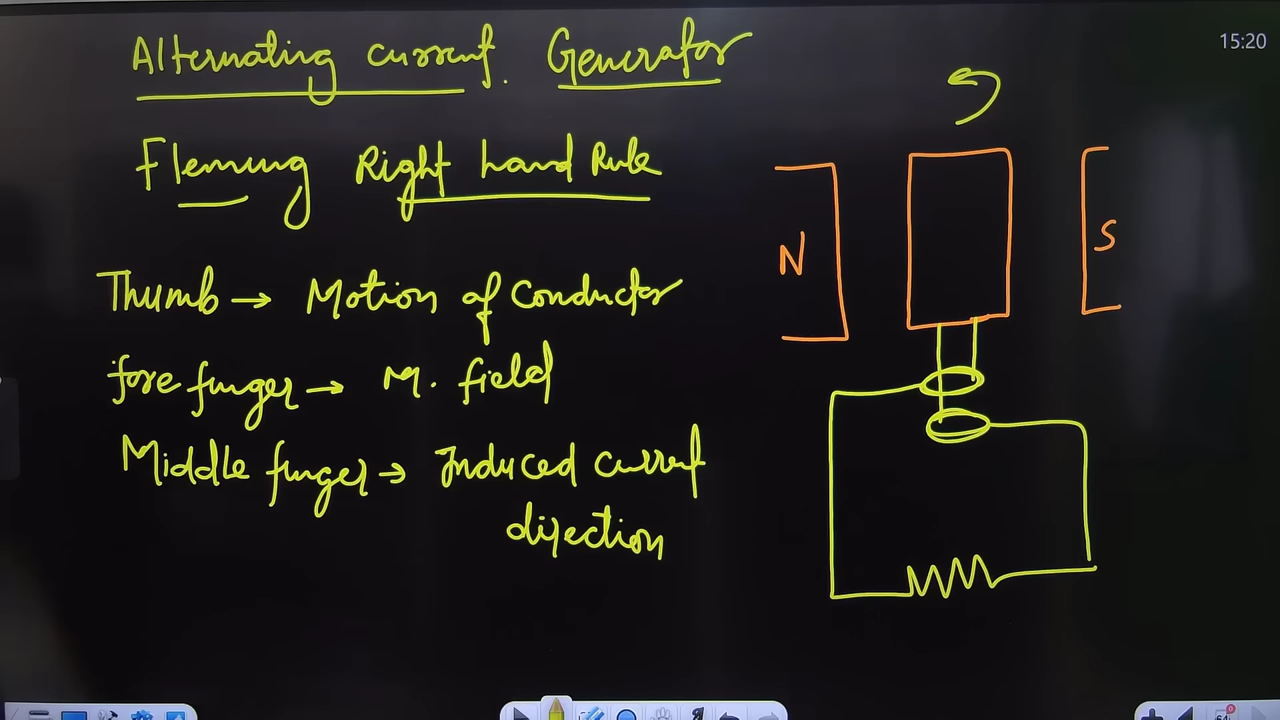 Alternating current. Generator
15:20
Fleming Right hand Rule
Thumb → Motion of Conductor
fore finger → M. field
Middle finger → Induced current
direction
N
S